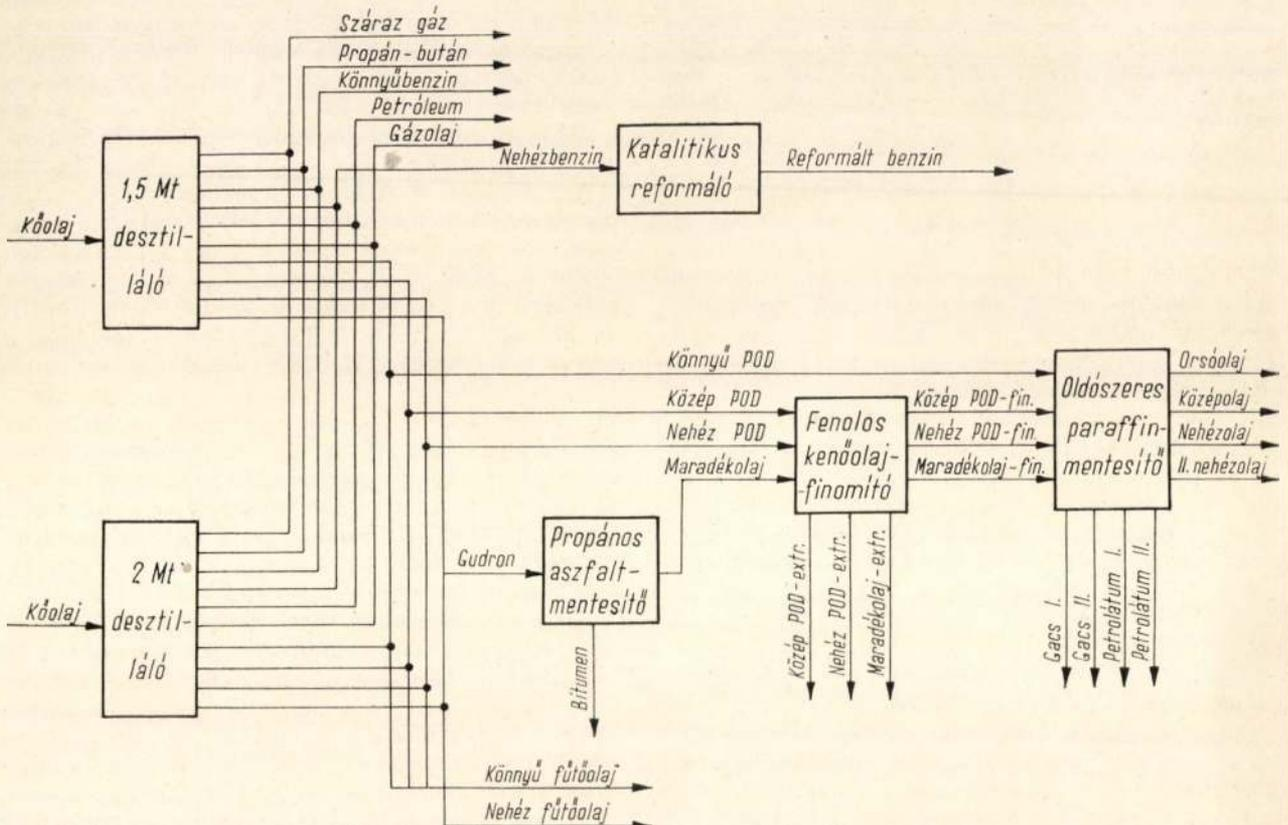 Száraz gáz
Propán-bután
Könnyűbenzin
Petróleum
Gázolaj
Nehézbenzin
Katalitikus
reformáló
Reformált benzin
Kőolaj
1,5 Mt
desztil-
láló
Könnyű POD
Közép POD
Nehéz POD
Maradékolaj
Fenolos
kenőolaj-
-finomító
Közép POD-fin.
Nehéz POD-fin.
Maradékolaj-fin.
Oldószeres
paraffin-
mentesítő
Orsóolaj
Középolaj
Nehézolaj
II. nehézolaj
Kőolaj
2 Mt
desztil-
láló
Gudron
Propános
aszfalt-
mentesítő
Bitumen
Közép POD-extr.
Nehéz POD-extr.
Maradékolaj-extr.
Gacs I.
Gacs II.
Petrolátum I.
Petrolátum II.
Könnyű fűtőolaj
Nehéz fűtőolaj